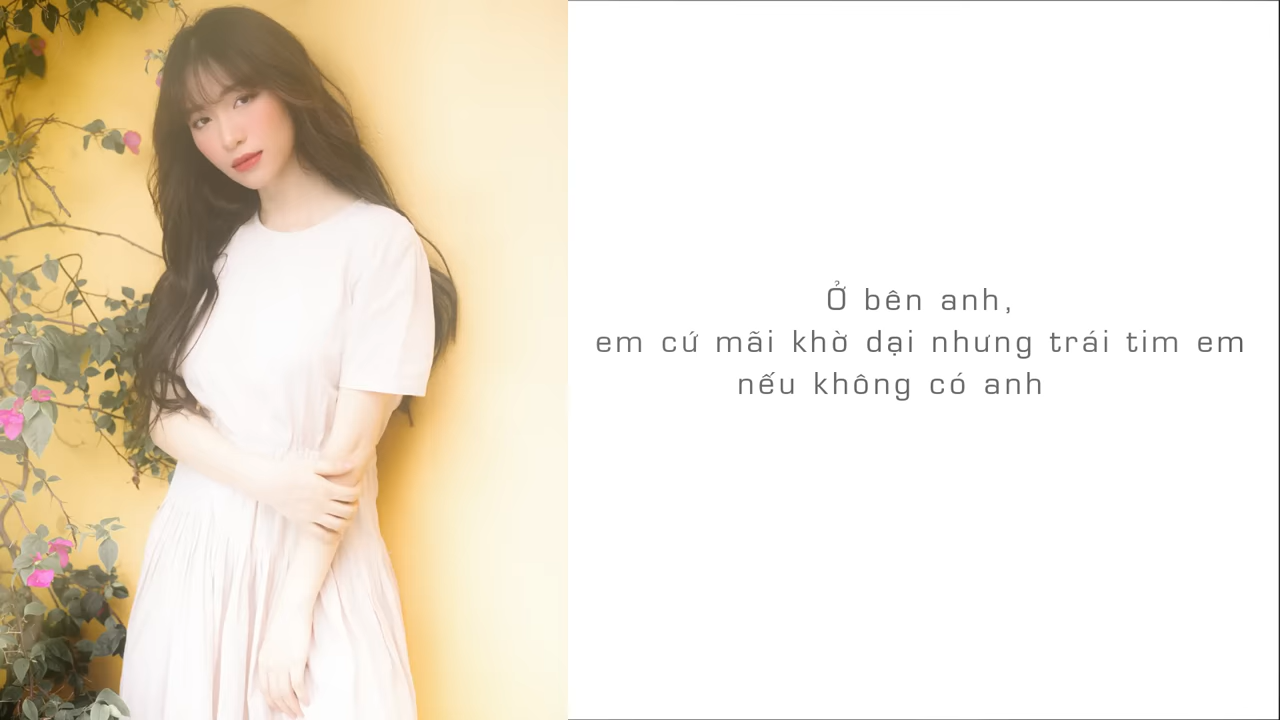 Ở bên anh,
em cứ mãi khờ dại nhưng trái tim em
nếu không có anh